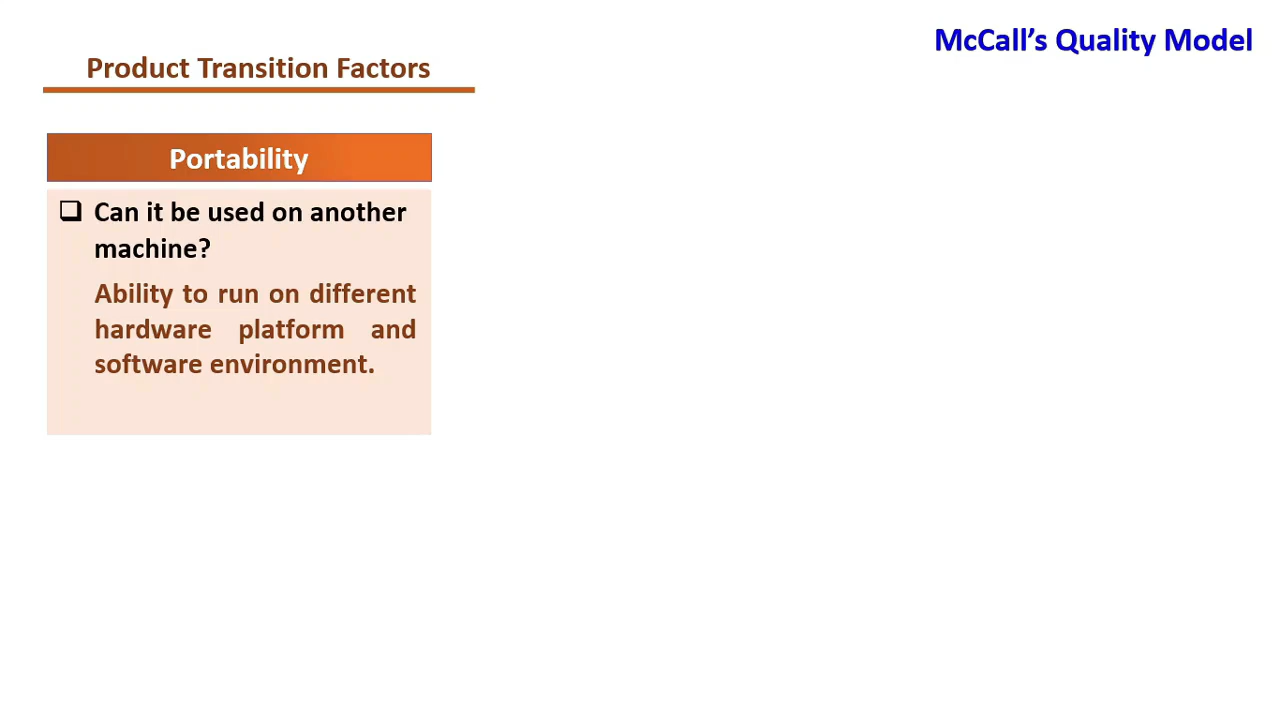 McCall’s Quality Model
Product Transition Factors
Portability
❑ Can it be used on another
machine?
Ability to run on different
hardware platform and
software environment.